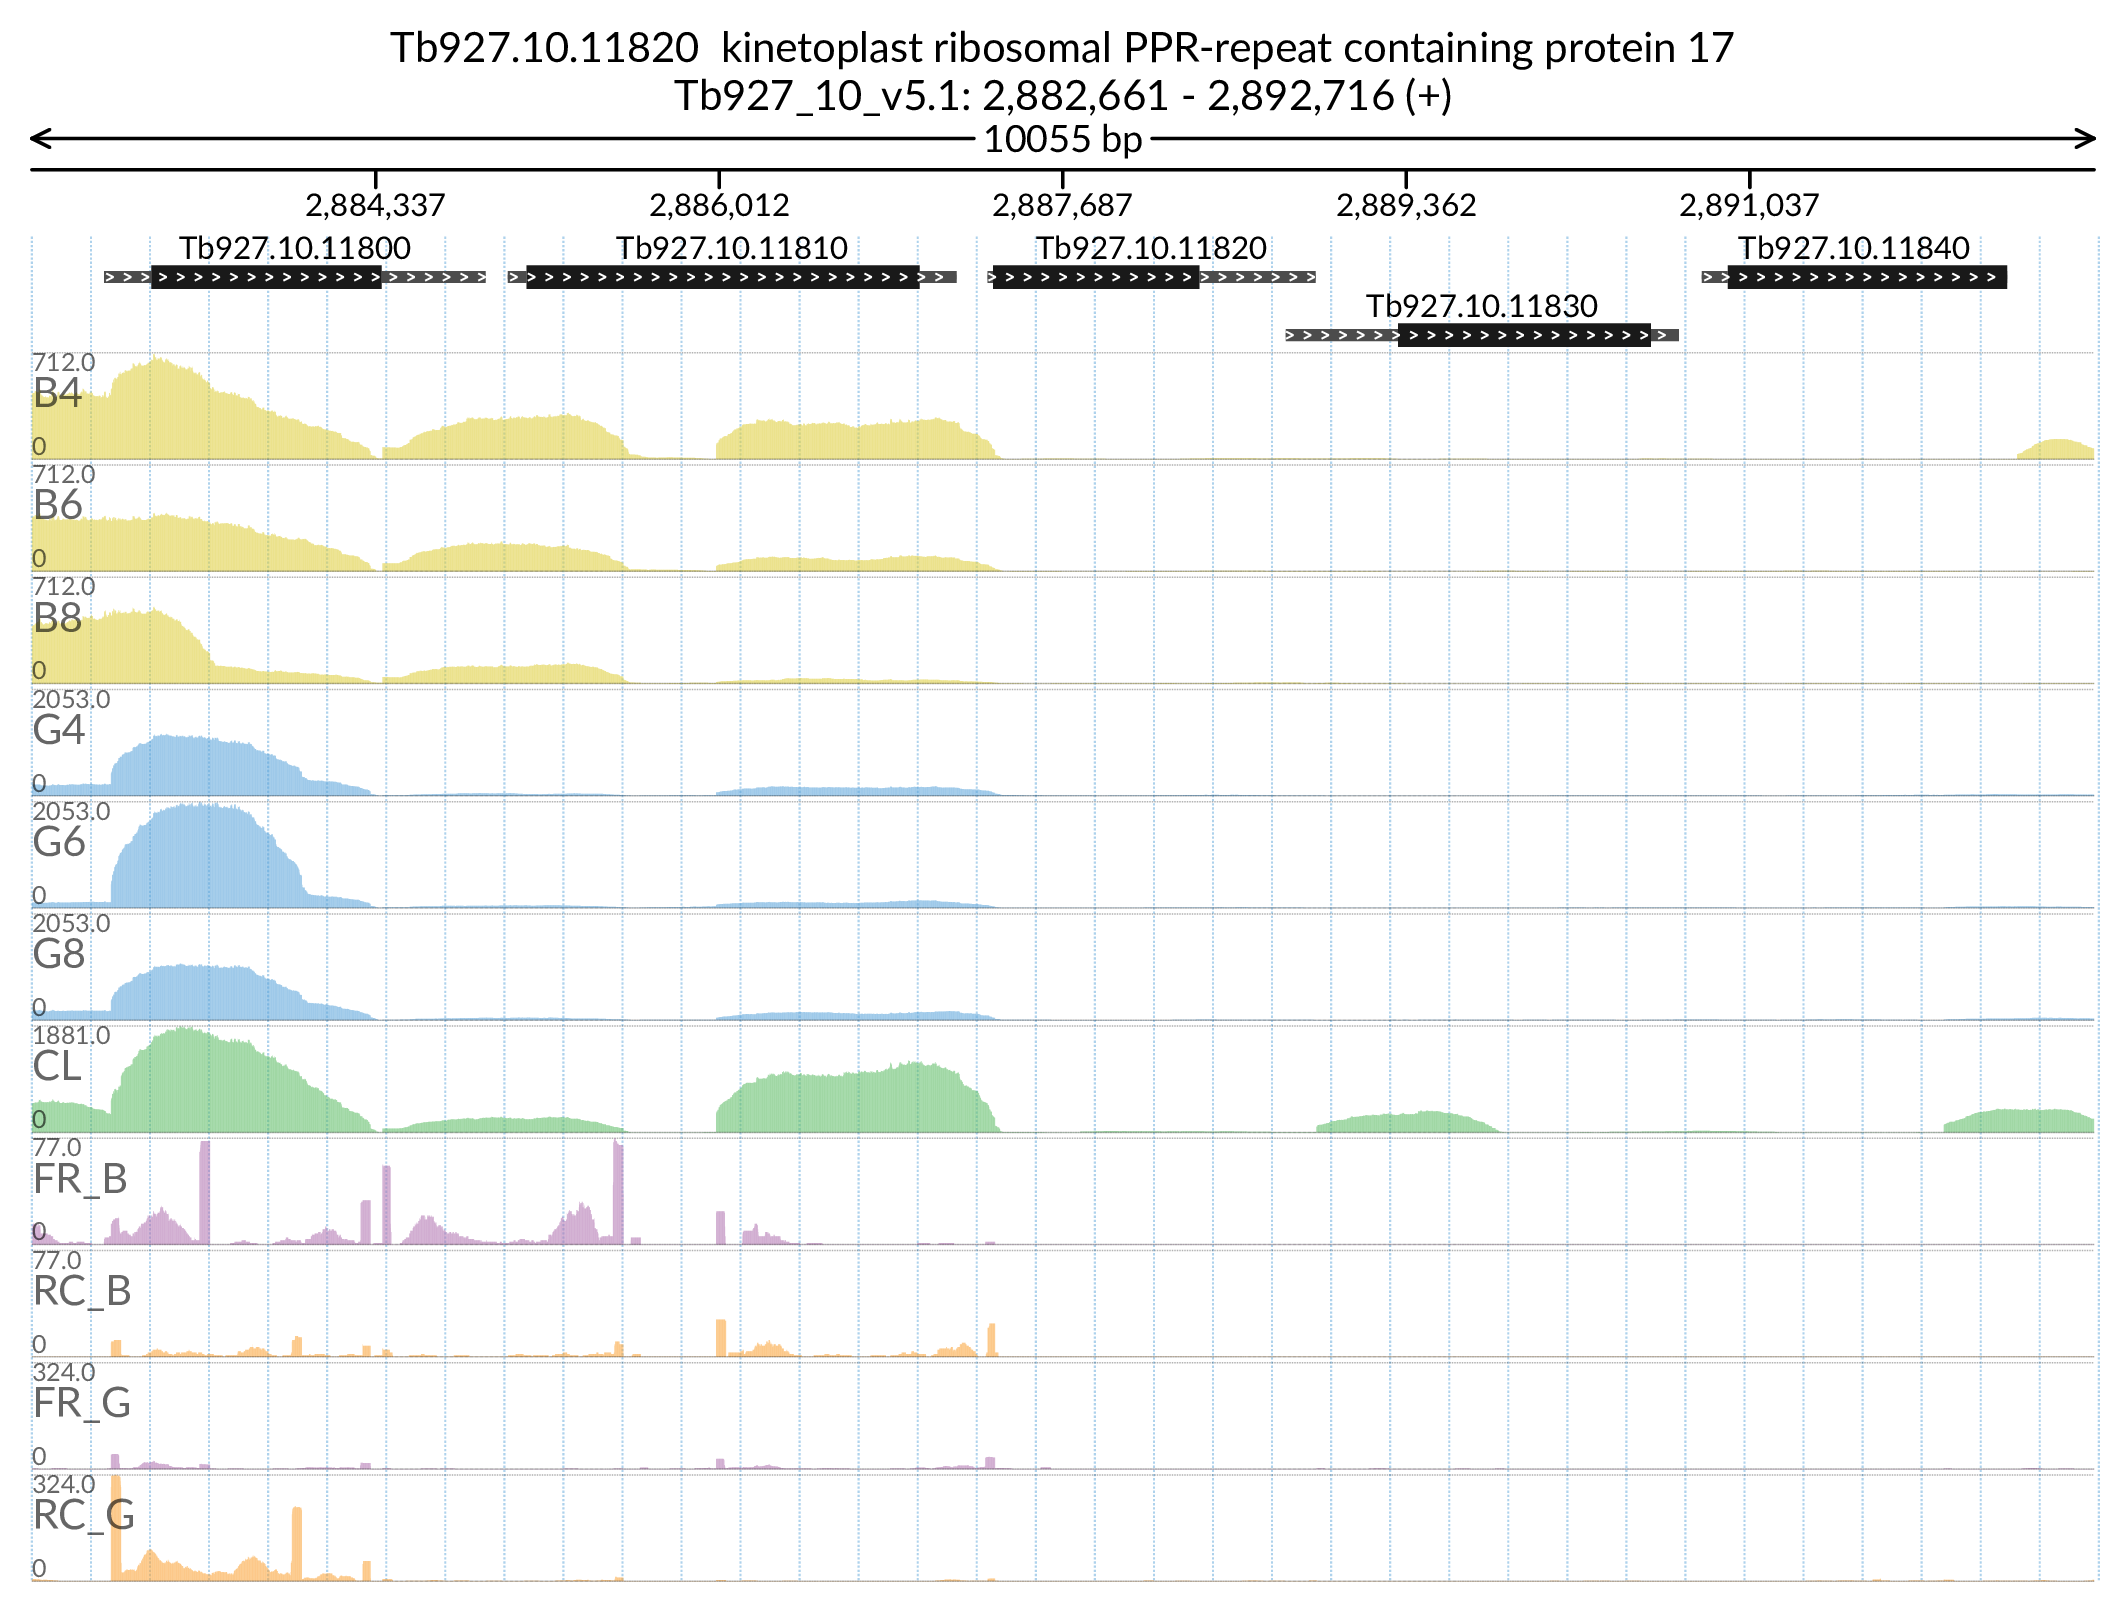 Tb927.10.11820  kinetoplast ribosomal PPR-repeat containing protein 17
Tb927_10_v5.1: 2,882,661 - 2,892,716 (+)
10055 bp
2,884,337 2,886,012 2,887,687 2,889,362 2,891,037
Tb927.10.11800 Tb927.10.11810 Tb927.10.11820 Tb927.10.11840
Tb927.10.11830
712.0
B4
0
712.0
B6
0
712.0
B8
0
2053.0
G4
0
2053.0
G6
0
2053.0
G8
0
1881.0
CL
0
77.0
FR_B
0
77.0
RC_B
0
324.0
FR_G
0
324.0
RC_G
0